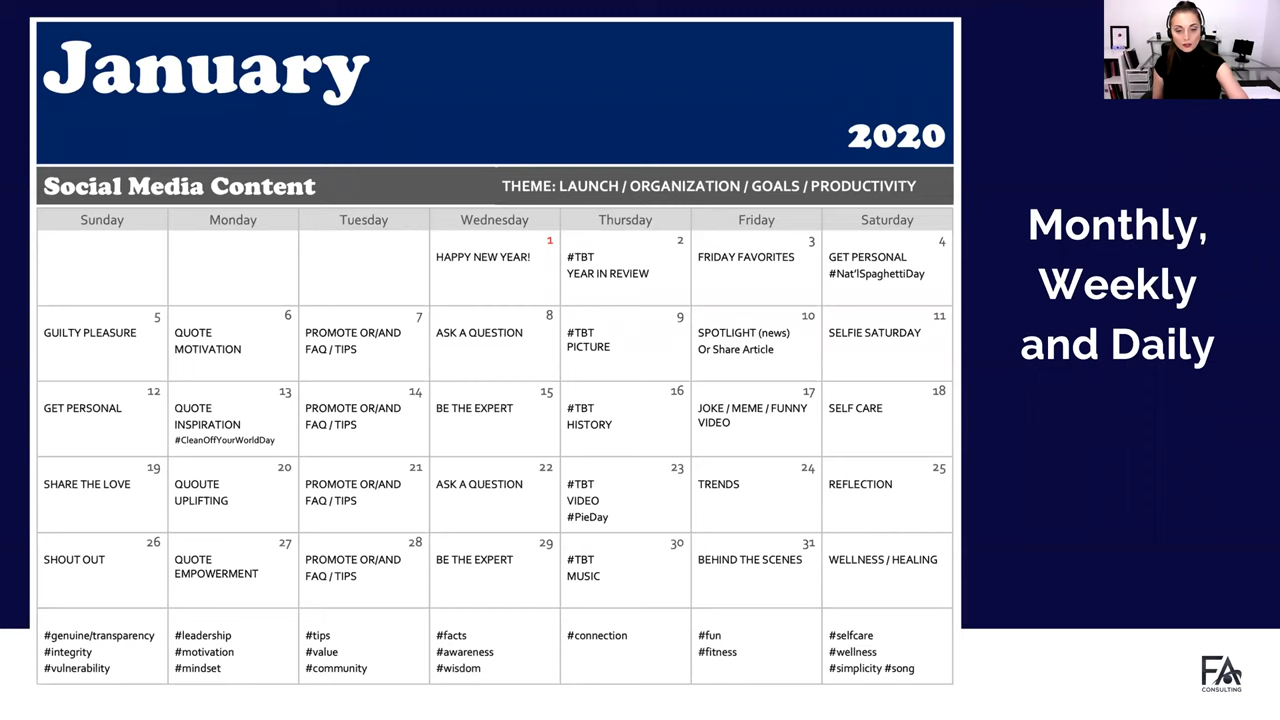 January
2020
Social Media Content
THEME: LAUNCH / ORGANIZATION / GOALS / PRODUCTIVITY
Sunday Monday Tuesday Wednesday Thursday Friday Saturday
1
HAPPY NEW YEAR!
2
#TBT
YEAR IN REVIEW
3
FRIDAY FAVORITES
4
GET PERSONAL
#Nat'lSpaghettiDay
5
GUILTY PLEASURE
6
QUOTE
MOTIVATION
7
PROMOTE OR/AND
FAQ / TIPS
8
ASK A QUESTION
9
#TBT
PICTURE
10
SPOTLIGHT (news)
Or Share Article
11
SELFIE SATURDAY
12
GET PERSONAL
13
QUOTE
INSPIRATION
#CleanOffYourWorldDay
14
PROMOTE OR/AND
FAQ / TIPS
15
BE THE EXPERT
16
#TBT
HISTORY
17
JOKE / MEME / FUNNY
VIDEO
18
SELF CARE
19
SHARE THE LOVE
20
QUOUTE
UPLIFTING
21
PROMOTE OR/AND
FAQ / TIPS
22
ASK A QUESTION
23
#TBT
VIDEO
#PieDay
24
TRENDS
25
REFLECTION
26
SHOUT OUT
27
QUOTE
EMPOWERMENT
28
PROMOTE OR/AND
FAQ / TIPS
29
BE THE EXPERT
30
#TBT
MUSIC
31
BEHIND THE SCENES
WELLNESS / HEALING
#genuine/transparency
#integrity
#vulnerability
#leadership
#motivation
#mindset
#tips
#value
#community
#facts
#awareness
#wisdom
#connection
#fun
#fitness
#selfcare
#wellness
#simplicity #song
Monthly,
Weekly
and Daily
FA
CONSULTING